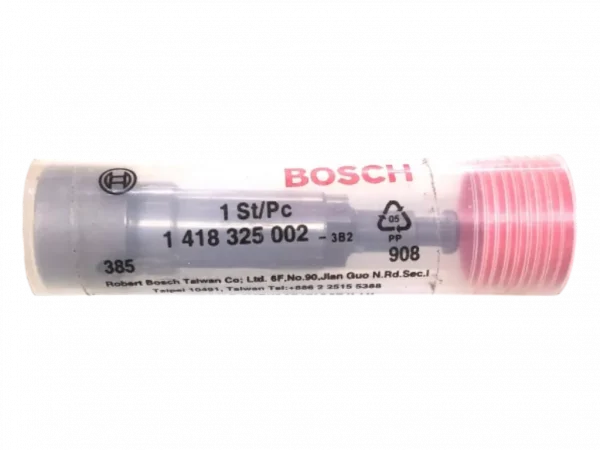 BOSCH
1 St/Pc
1 418 325 002 - 3B2
05
PP
385
908
Robert Bosch Taiwan Co; Ltd. 6F,No.90,Jian Guo N.Rd.Sec.I
Taipei 10491, Taiwan Tel:+886 2 2515 5388